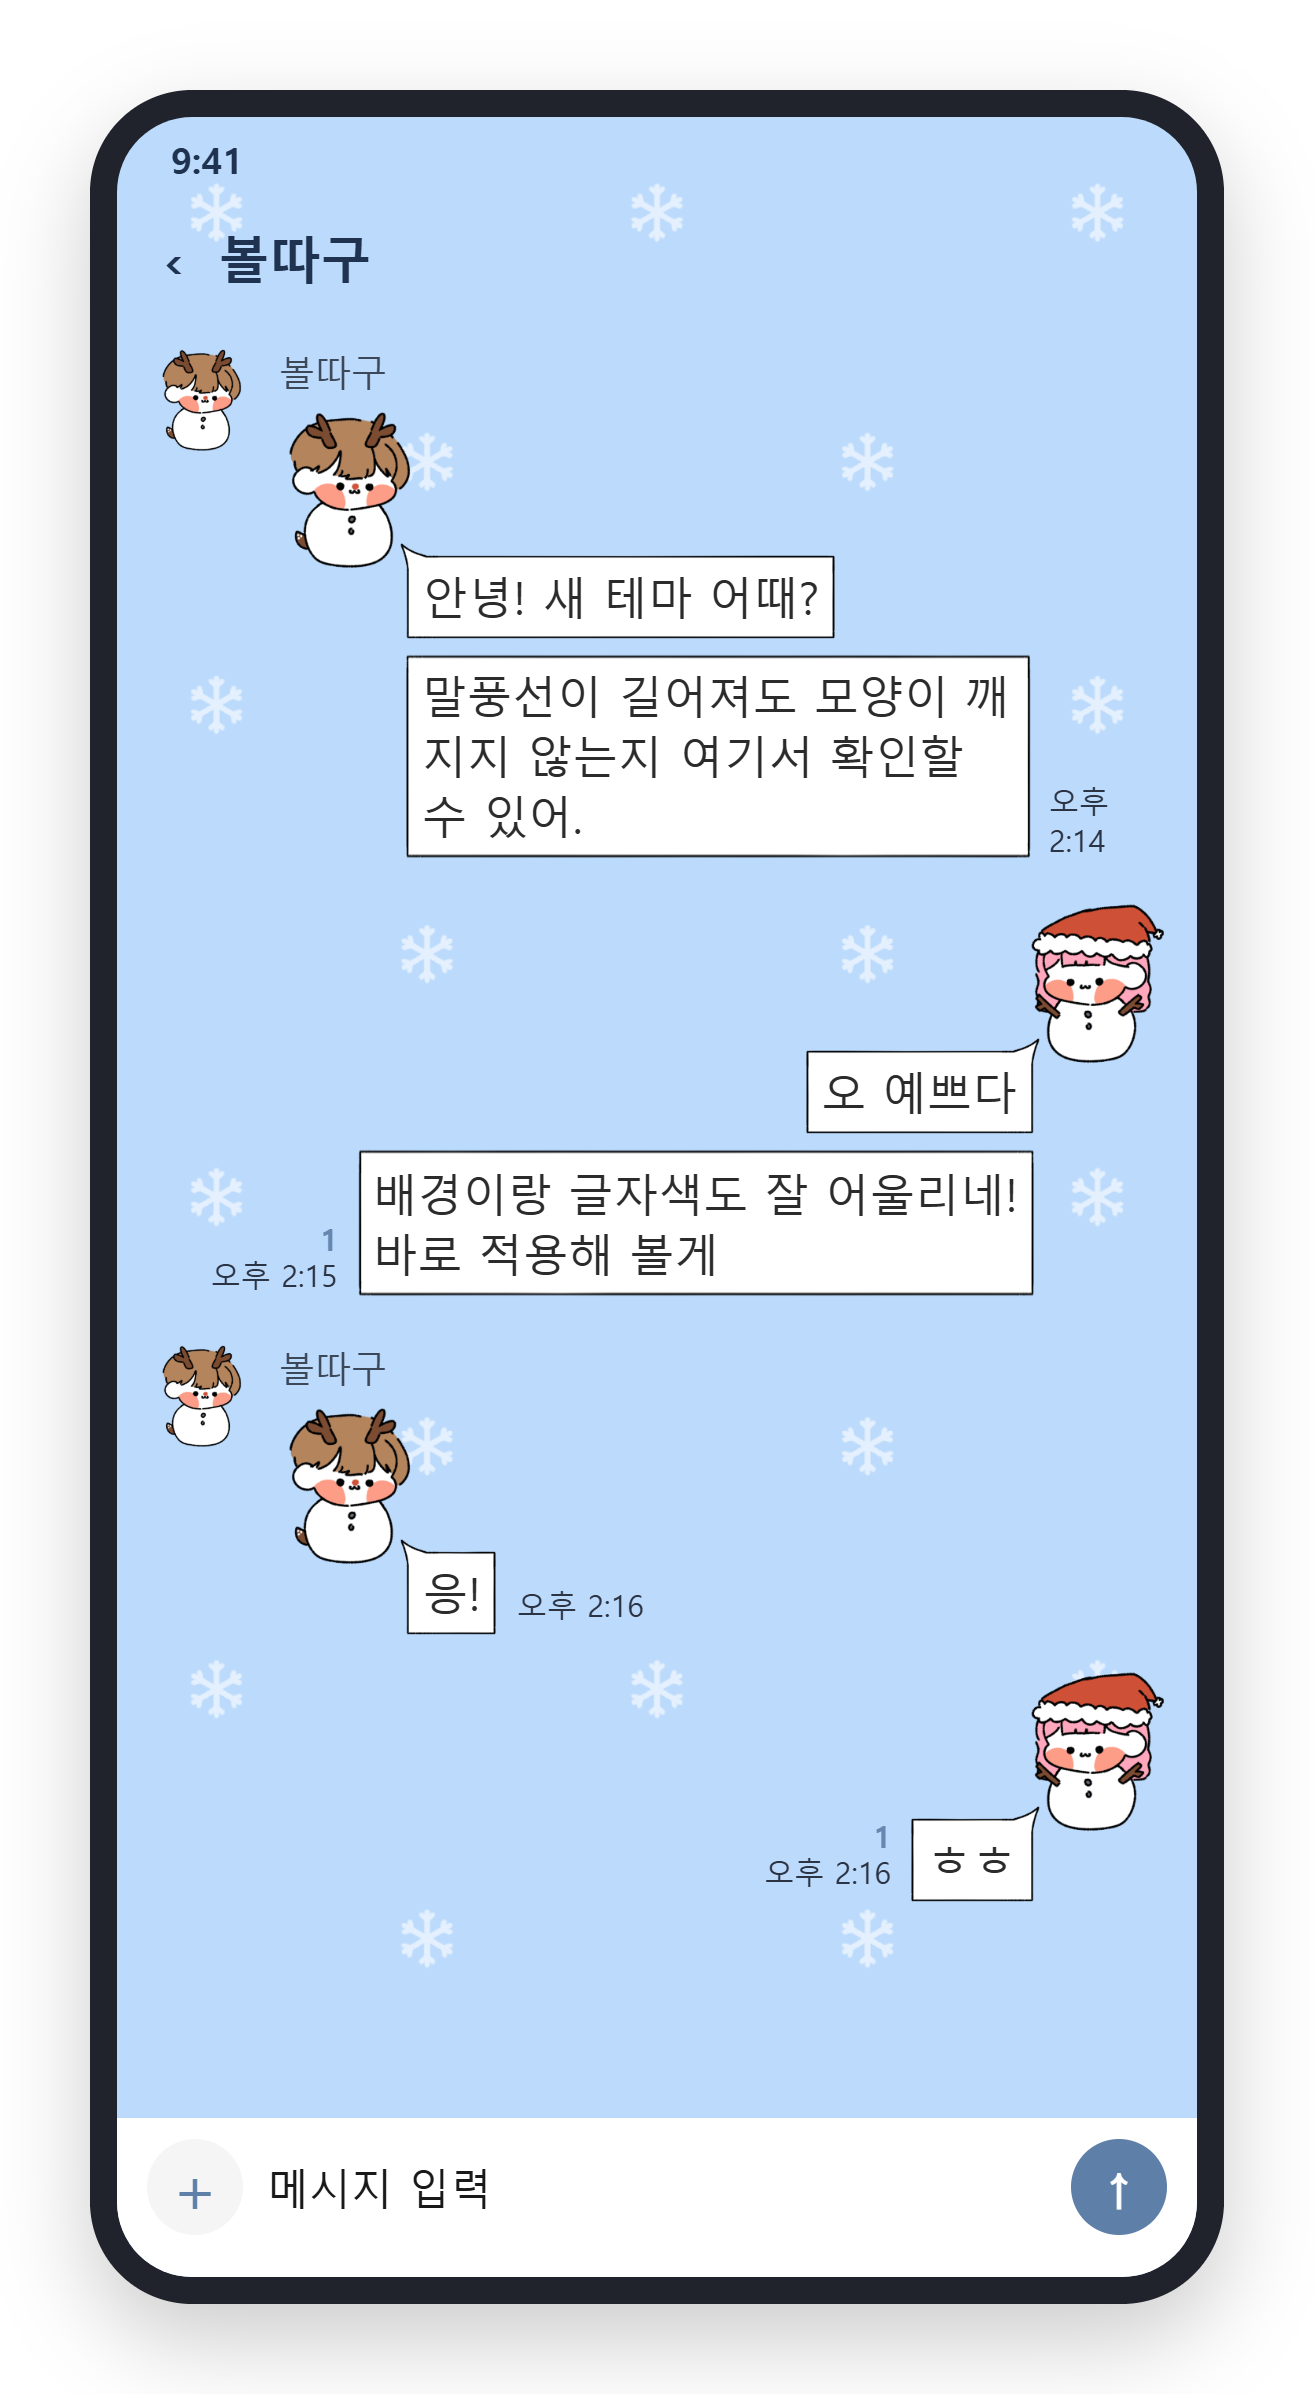 9:41
볼따구
볼따구
안녕! 새 테마 어때?
말풍선이 길어져도 모양이 깨
지지 않는지 여기서 확인할
수 있어.
오후
2:14
오 예쁘다
배경이랑 글자색도 잘 어울리네!
바로 적용해 볼게
1
오후 2:15
볼따구
응!
오후 2:16
ㅎㅎ
1
오후 2:16
메시지 입력